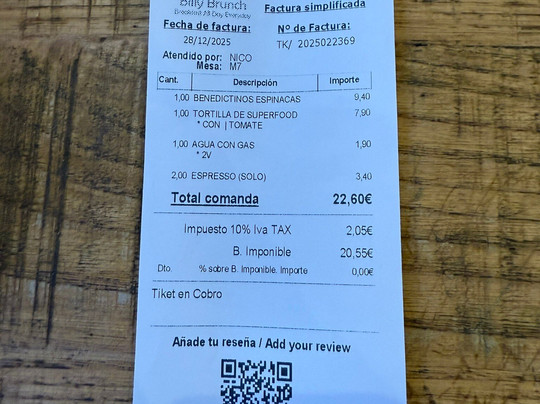 Billy Brunch
Breakfast All Day, Everyday
Factura simplificada
Fecha de factura:
28/12/2025
Nº de Factura:
TK/ 2025022369
Atendido por: NICO
Mesa: M7
Cant. Descripción Importe
1,00 BENEDICTINOS ESPINACAS 9,40
1,00 TORTILLA DE SUPERFOOD 7,90
* CON | TOMATE
1,00 AGUA CON GAS 1,90
* 2V
2,00 ESPRESSO (SOLO) 3,40
Total comanda 22,60€
Impuesto 10% Iva TAX 2,05€
B. Imponible 20,55€
Dto. % sobre B. Imponible. Importe 0,00€
Tiket en Cobro
Añade tu reseña / Add your review